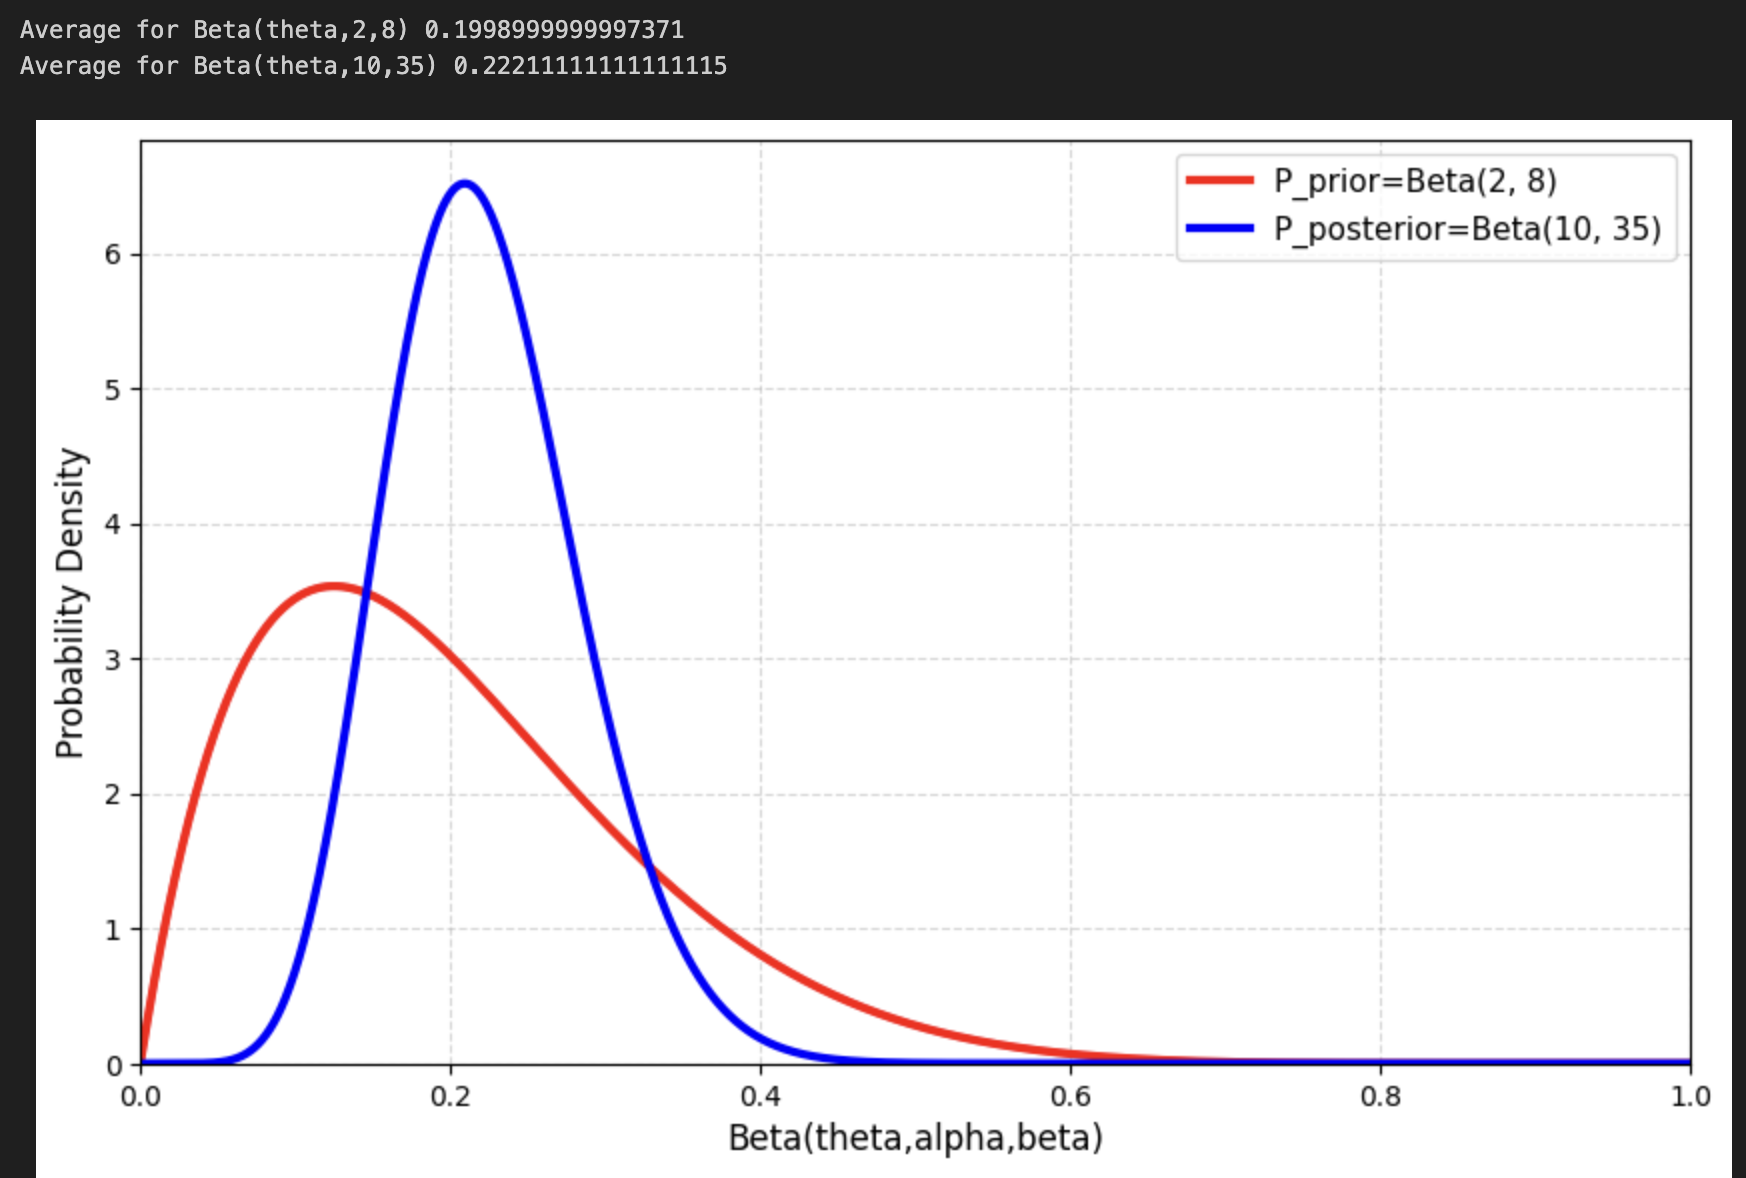 Average for Beta(theta,2,8) 0.1998999999997371
Average for Beta(theta,10,35) 0.22211111111111115
P_prior=Beta(2, 8)
P_posterior=Beta(10, 35)
6
5
4
3
2
1
0
Probability Density
0.0 0.2 0.4 0.6 0.8 1.0
Beta(theta,alpha,beta)